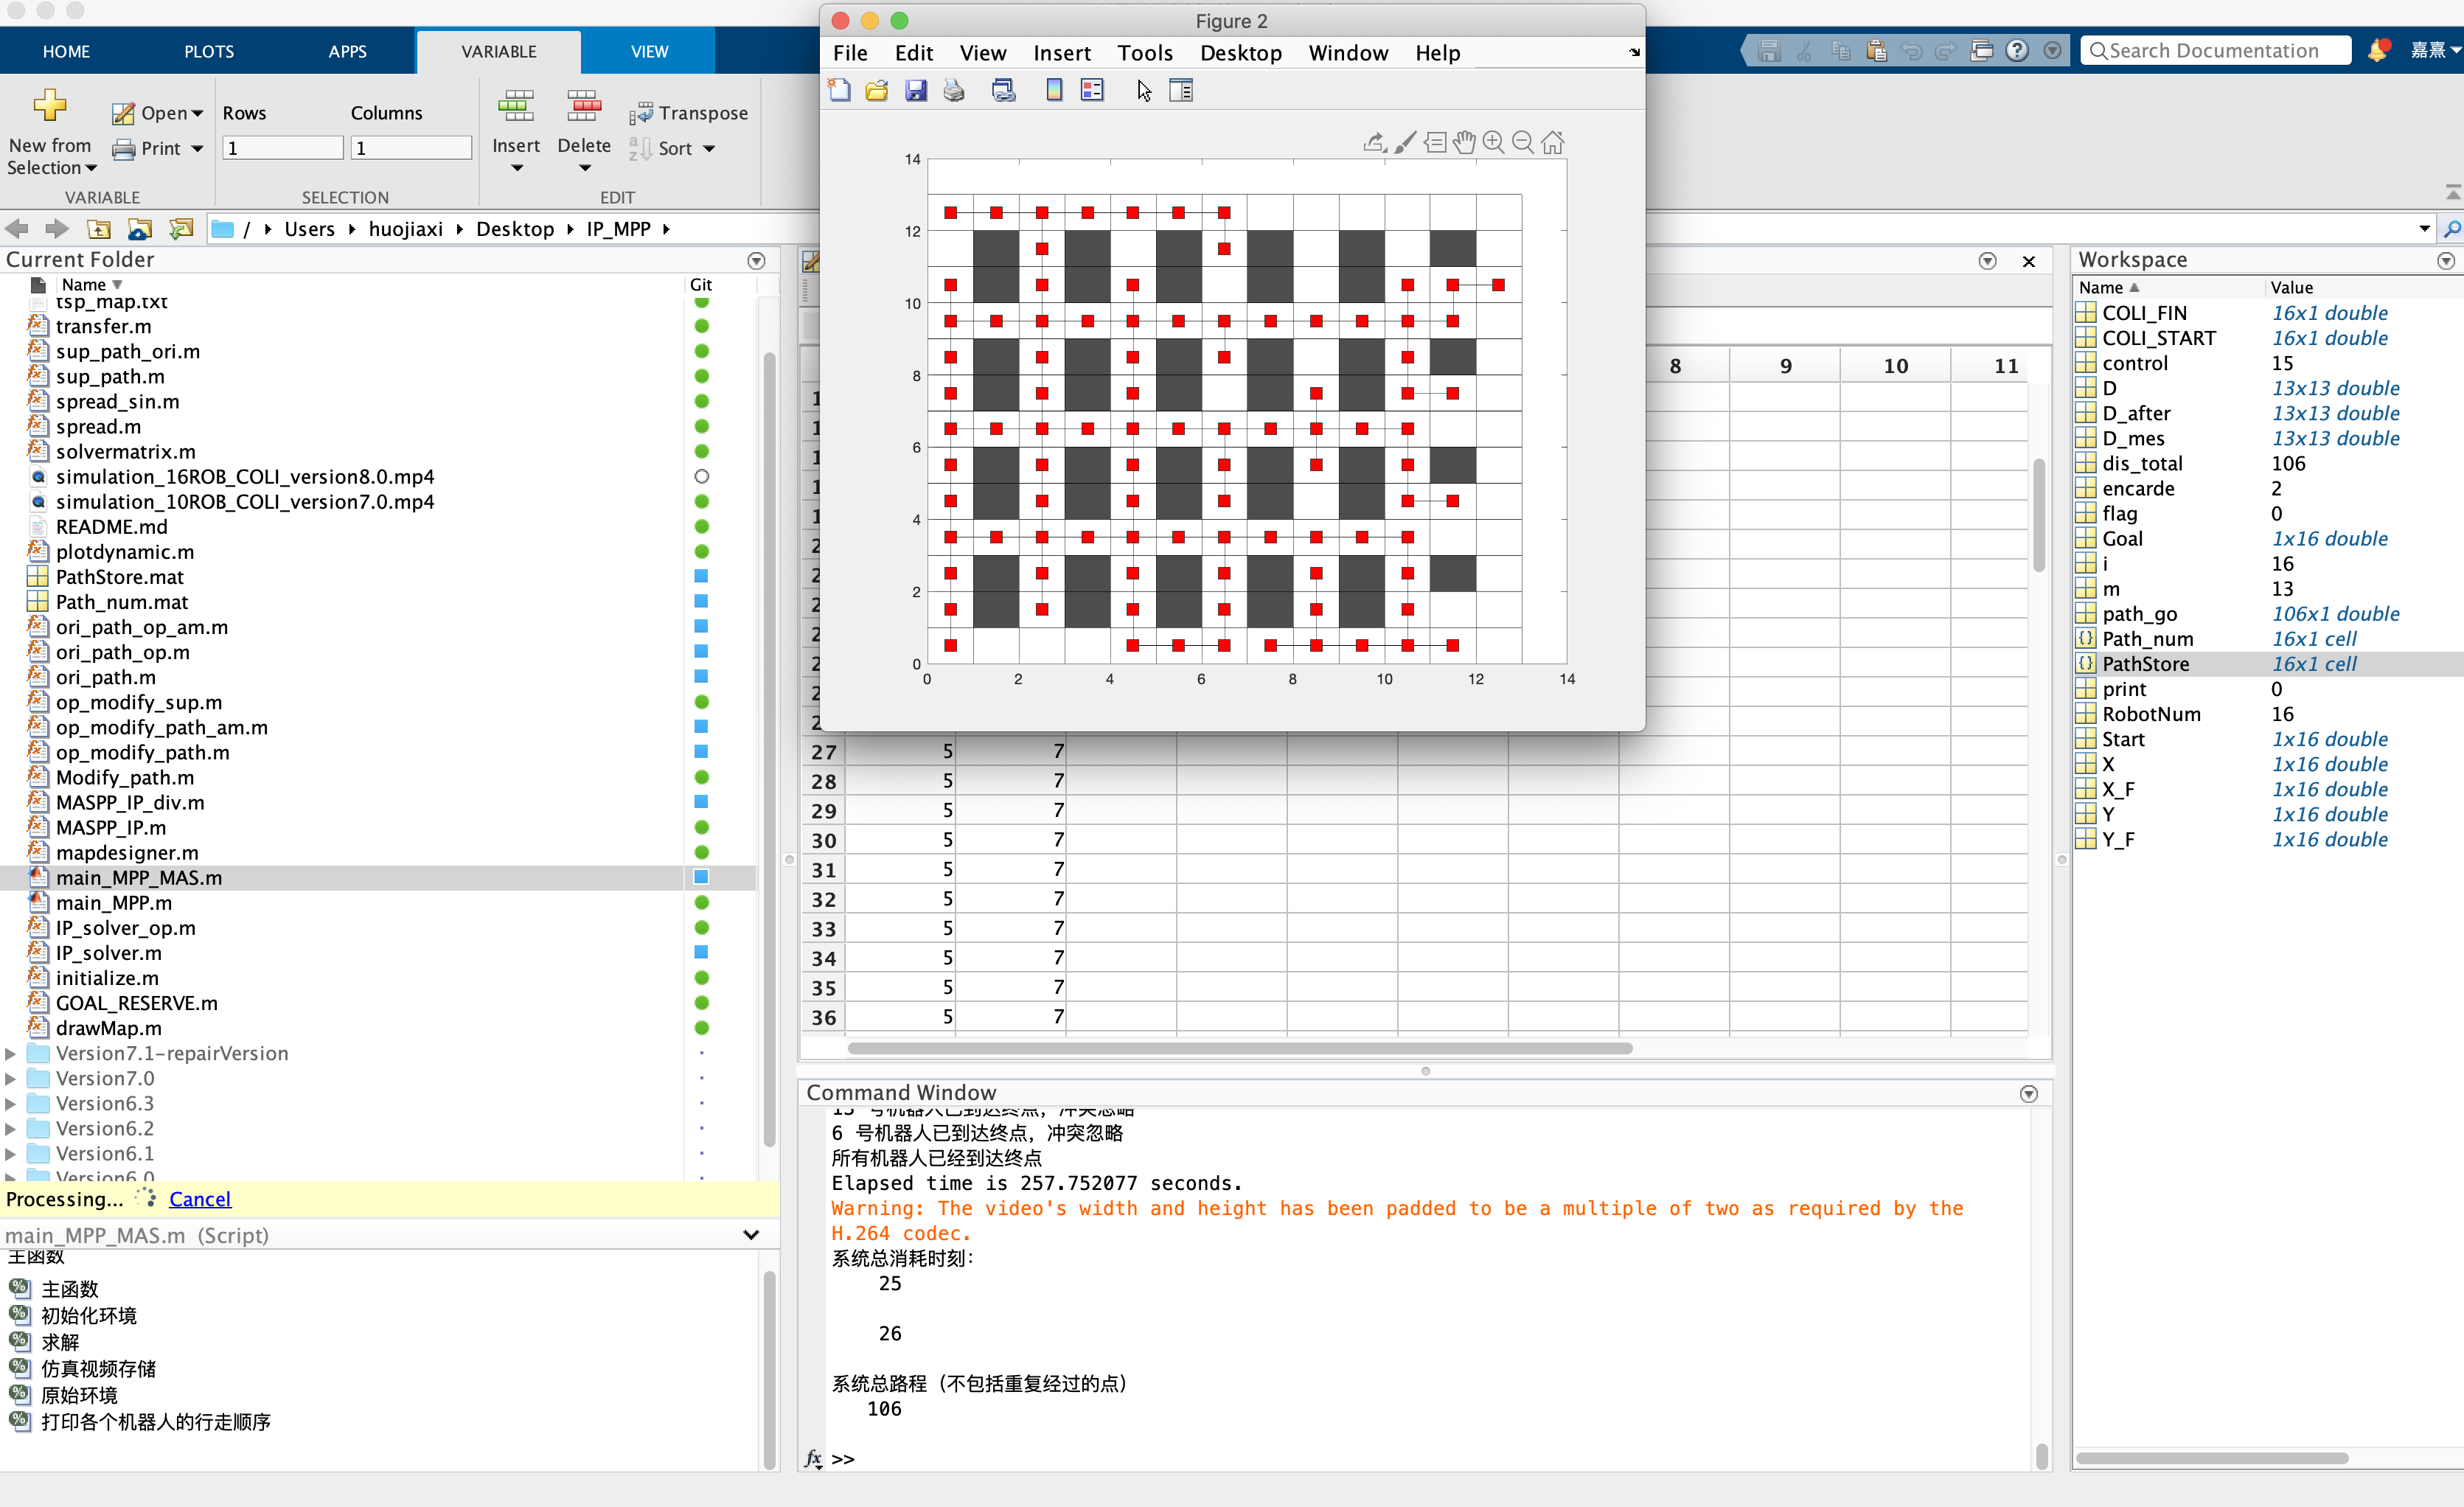 Figure 2
HOME PLOTS APPS VARIABLE VIEW
Search Documentation
嘉熹
File Edit View Insert Tools Desktop Window Help
New from Selection
Open
Print
Rows Columns
1 1
Insert Delete
Transpose
Sort
VARIABLE SELECTION EDIT
/ Users huojiaxi Desktop IP_MPP
Current Folder
Name Git
tsp_map.txt
transfer.m
sup_path_ori.m
sup_path.m
spread_sin.m
spread.m
solvermatrix.m
simulation_16ROB_COLI_version8.0.mp4
simulation_10ROB_COLI_version7.0.mp4
README.md
plotdynamic.m
PathStore.mat
Path_num.mat
ori_path_op_am.m
ori_path_op.m
ori_path.m
op_modify_sup.m
op_modify_path_am.m
op_modify_path.m
Modify_path.m
MASPP_IP_div.m
MASPP_IP.m
mapdesigner.m
main_MPP_MAS.m
main_MPP.m
IP_solver_op.m
IP_solver.m
initialize.m
GOAL_RESERVE.m
drawMap.m
Version7.1-repairVersion
Version7.0
Version6.3
Version6.2
Version6.1
Version6.0
Processing... Cancel
main_MPP_MAS.m (Script)
主函数
主函数
初始化环境
求解
仿真视频存储
原始环境
打印各个机器人的行走顺序
14
12
10
8
6
4
2
0
0 2 4 6 8 10 12 14
8 9 10 11
27 5 7
28 5 7
29 5 7
30 5 7
31 5 7
32 5 7
33 5 7
34 5 7
35 5 7
36 5 7
Command Window
号机器人已到达终点，冲突忽略
6 号机器人已到达终点，冲突忽略
所有机器人已经到达终点
Elapsed time is 257.752077 seconds.
Warning: The video's width and height has been padded to be a multiple of two as required by the
H.264 codec.
系统总消耗时刻：
25
26
系统总路程（不包括重复经过的点）
106
fx >>
Workspace
Name Value
COLI_FIN 16x1 double
COLI_START 16x1 double
control 15
D 13x13 double
D_after 13x13 double
D_mes 13x13 double
dis_total 106
encarde 2
flag 0
Goal 1x16 double
i 16
m 13
path_go 106x1 double
Path_num 16x1 cell
PathStore 16x1 cell
print 0
RobotNum 16
Start 1x16 double
X 1x16 double
X_F 1x16 double
Y 1x16 double
Y_F 1x16 double